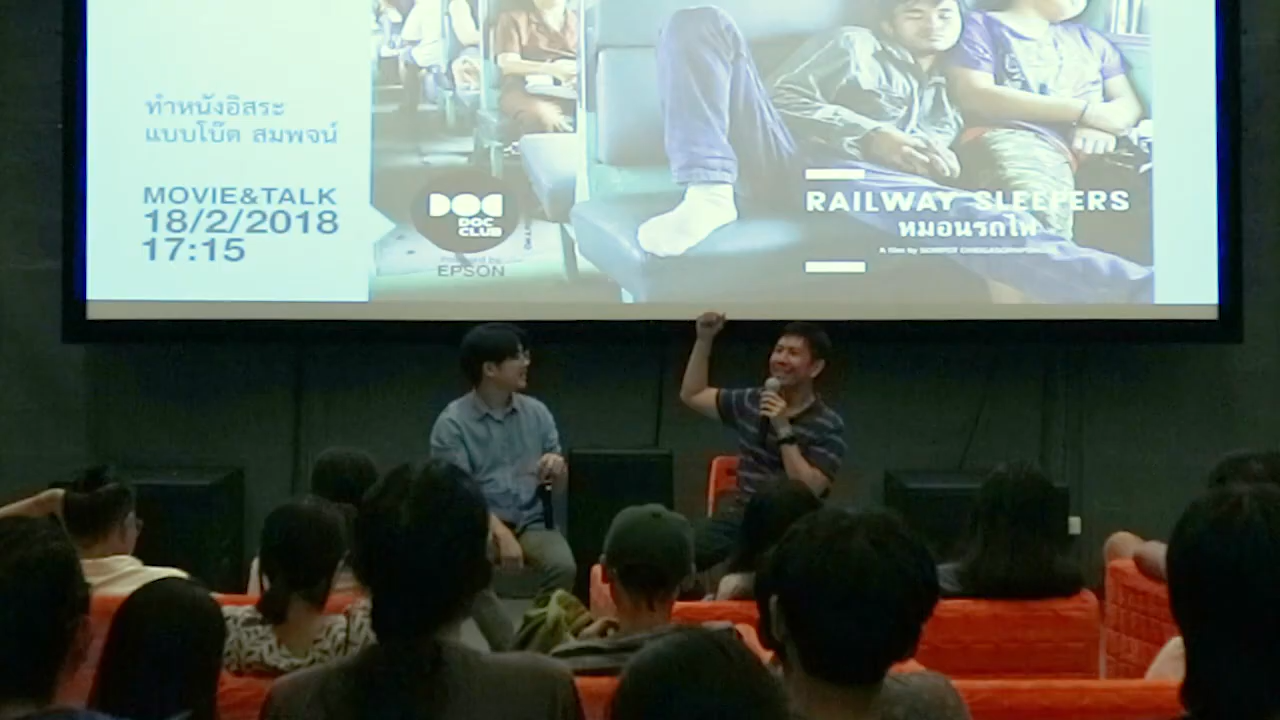 ทำหนังอิสระ
แบบโบ๊ต สมพจน์
MOVIE&TALK
18/2/2018
17:15
DOC
DOC
CLUB
EPSON
RAILWAY SLEEPERS
หมอนรถไฟ
A film by